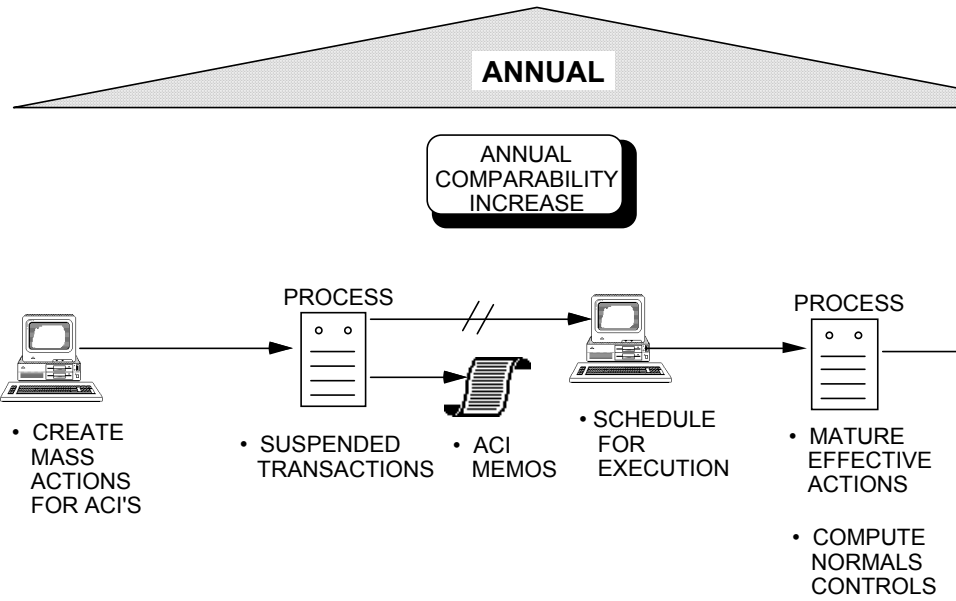 ANNUAL
ANNUAL
COMPARABILITY
INCREASE
PROCESS
PROCESS
• CREATE
MASS
ACTIONS
FOR ACI'S
• SUSPENDED
TRANSACTIONS
• ACI
MEMOS
• SCHEDULE
FOR
EXECUTION
• MATURE
EFFECTIVE
ACTIONS
• COMPUTE
NORMALS
CONTROLS